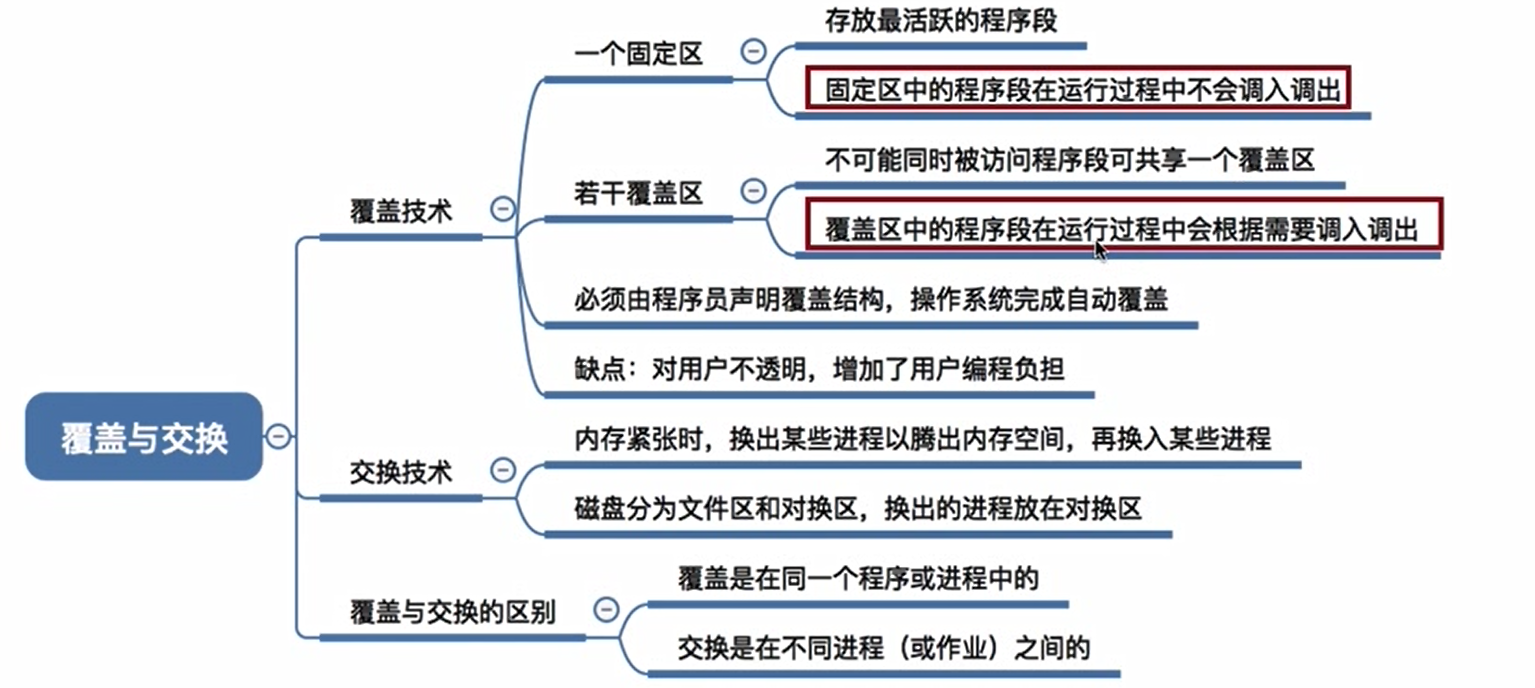 覆盖与交换
覆盖技术
一个固定区
存放最活跃的程序段
固定区中的程序段在运行过程中不会调入调出
若干覆盖区
不可能同时被访问程序段可共享一个覆盖区
覆盖区中的程序段在运行过程中会根据需要调入调出
必须由程序员声明覆盖结构，操作系统完成自动覆盖
缺点：对用户不透明，增加了用户编程负担
交换技术
内存紧张时，换出某些进程以腾出内存空间，再换入某些进程
磁盘分为文件区和对换区，换出的进程放在对换区
覆盖与交换的区别
覆盖是在同一个程序或进程中的
交换是在不同进程（或作业）之间的